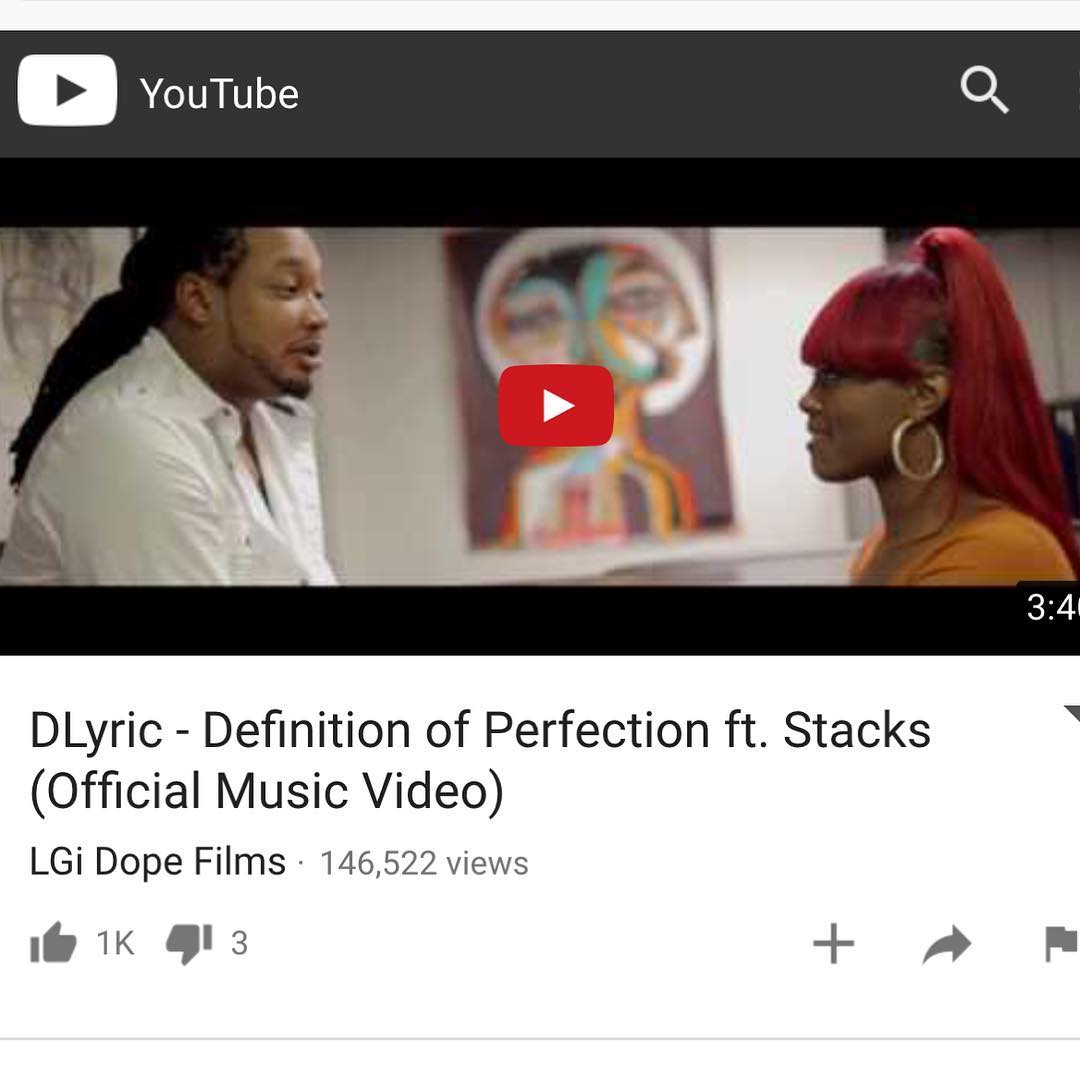 YouTube
3:4
DLyric - Definition of Perfection ft. Stacks
(Official Music Video)
LGi Dope Films · 146,522 views
1K 3